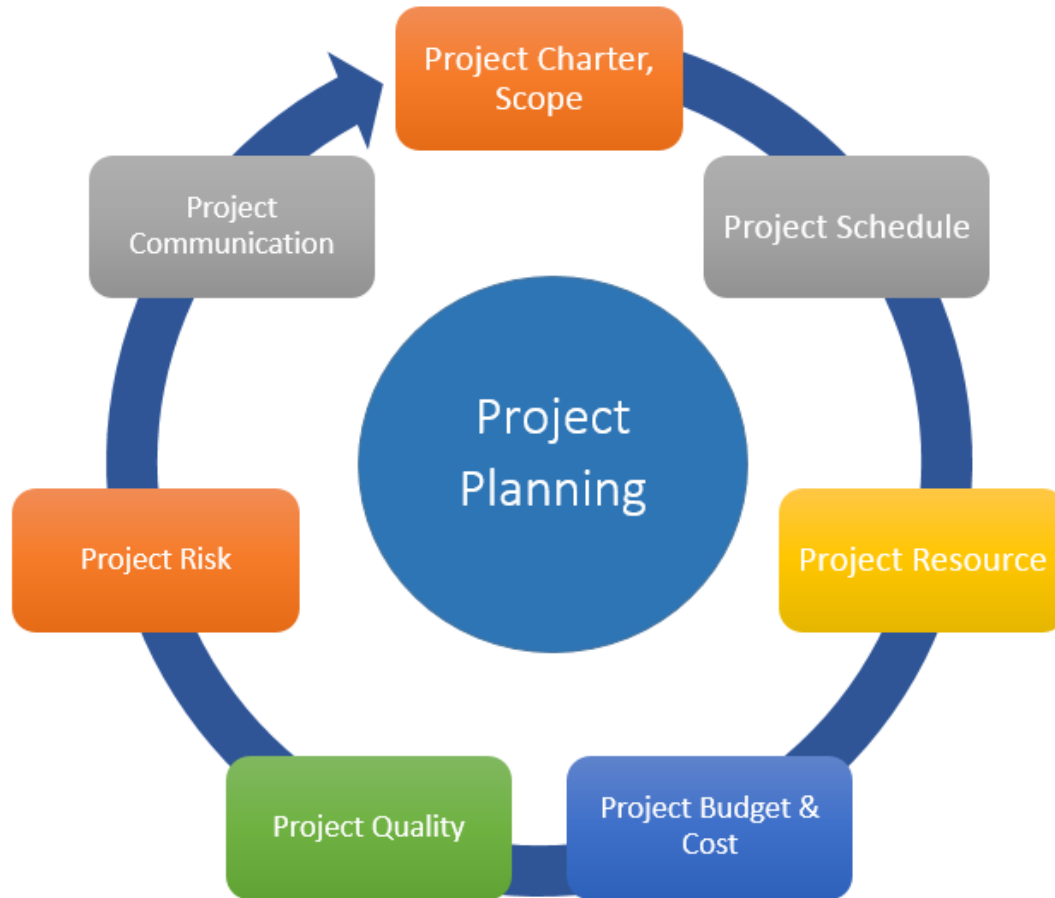 Project Charter,
Scope
Project Schedule
Project Resource
Project Budget &
Cost
Project Quality
Project Risk
Project
Communication
Project
Planning